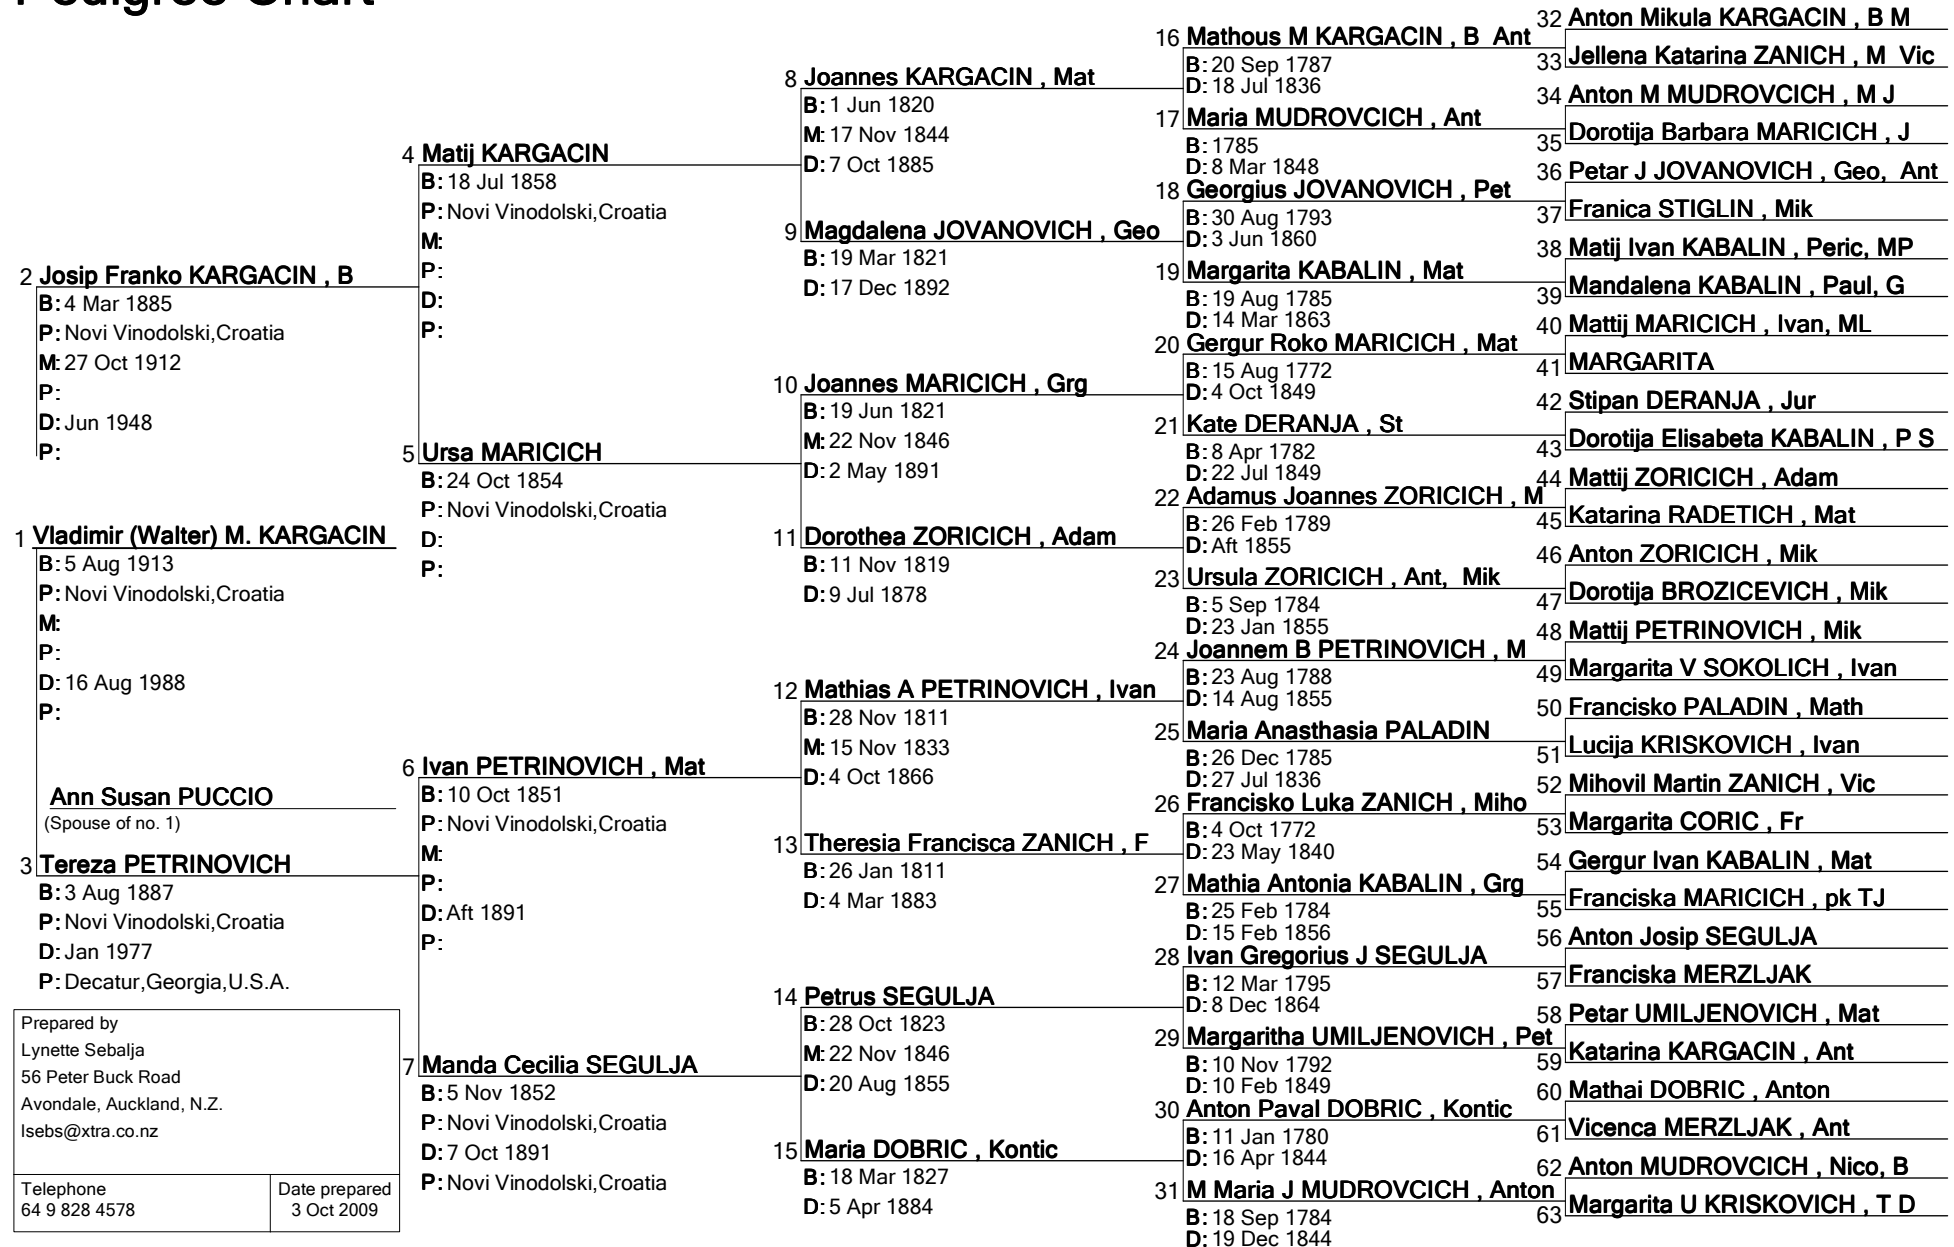 Pedigree Chart
1 Vladimir (Walter) M. KARGACIN
B: 5 Aug 1913
P: Novi Vinodolski,Croatia
M:
P:
D: 16 Aug 1988
P:
Ann Susan PUCCIO
(Spouse of no. 1)
2 Josip Franko KARGACIN , B
B: 4 Mar 1885
P: Novi Vinodolski,Croatia
M: 27 Oct 1912
P:
D: Jun 1948
P:
3 Tereza PETRINOVICH
B: 3 Aug 1887
P: Novi Vinodolski,Croatia
D: Jan 1977
P: Decatur,Georgia,U.S.A.
Prepared by
Lynette Sebalja
56 Peter Buck Road
Avondale, Auckland, N.Z.
lsebs@xtra.co.nz
Telephone
64 9 828 4578
Date prepared
3 Oct 2009
4 Matij KARGACIN
B: 18 Jul 1858
P: Novi Vinodolski,Croatia
M:
P:
D:
P:
5 Ursa MARICICH
B: 24 Oct 1854
P: Novi Vinodolski,Croatia
D:
P:
6 Ivan PETRINOVICH , Mat
B: 10 Oct 1851
P: Novi Vinodolski,Croatia
M:
P:
D: Aft 1891
P:
7 Manda Cecilia SEGULJA
B: 5 Nov 1852
P: Novi Vinodolski,Croatia
D: 7 Oct 1891
P: Novi Vinodolski,Croatia
8 Joannes KARGACIN , Mat
B: 1 Jun 1820
M: 17 Nov 1844
D: 7 Oct 1885
9 Magdalena JOVANOVICH , Geo
B: 19 Mar 1821
D: 17 Dec 1892
10 Joannes MARICICH , Grg
B: 19 Jun 1821
M: 22 Nov 1846
D: 2 May 1891
11 Dorothea ZORICICH , Adam
B: 11 Nov 1819
D: 9 Jul 1878
12 Mathias A PETRINOVICH , Ivan
B: 28 Nov 1811
M: 15 Nov 1833
D: 4 Oct 1866
13 Theresia Francisca ZANICH , F
B: 26 Jan 1811
D: 4 Mar 1883
14 Petrus SEGULJA
B: 28 Oct 1823
M: 22 Nov 1846
D: 20 Aug 1855
15 Maria DOBRIC , Kontic
B: 18 Mar 1827
D: 5 Apr 1884
16 Mathous M KARGACIN , B Ant
B: 20 Sep 1787
D: 18 Jul 1836
17 Maria MUDROVCICH , Ant
B: 1785
D: 8 Mar 1848
18 Georgius JOVANOVICH , Pet
B: 30 Aug 1793
D: 3 Jun 1860
19 Margarita KABALIN , Mat
B: 19 Aug 1785
D: 14 Mar 1863
20 Gergur Roko MARICICH , Mat
B: 15 Aug 1772
D: 4 Oct 1849
21 Kate DERANJA , St
B: 8 Apr 1782
D: 22 Jul 1849
22 Adamus Joannes ZORICICH , M
B: 26 Feb 1789
D: Aft 1855
23 Ursula ZORICICH , Ant, Mik
B: 5 Sep 1784
D: 23 Jan 1855
24 Joannem B PETRINOVICH , M
B: 23 Aug 1788
D: 14 Aug 1855
25 Maria Anasthasia PALADIN
B: 26 Dec 1785
D: 27 Jul 1836
26 Francisko Luka ZANICH , Miho
B: 4 Oct 1772
D: 23 May 1840
27 Mathia Antonia KABALIN , Grg
B: 25 Feb 1784
D: 15 Feb 1856
28 Ivan Gregorius J SEGULJA
B: 12 Mar 1795
D: 8 Dec 1864
29 Margaritha UMILJENOVICH , Pet
B: 10 Nov 1792
D: 10 Feb 1849
30 Anton Paval DOBRIC , Kontic
B: 11 Jan 1780
D: 16 Apr 1844
31 M Maria J MUDROVCICH , Anton
B: 18 Sep 1784
D: 19 Dec 1844
32 Anton Mikula KARGACIN , B M
33 Jellena Katarina ZANICH , M Vic
34 Anton M MUDROVCICH , M J
35 Dorotija Barbara MARICICH , J
36 Petar J JOVANOVICH , Geo, Ant
37 Franica STIGLIN , Mik
38 Matij Ivan KABALIN , Peric, MP
39 Mandalena KABALIN , Paul, G
40 Mattij MARICICH , Ivan, ML
41 MARGARITA
42 Stipan DERANJA , Jur
43 Dorotija Elisabeta KABALIN , P S
44 Mattij ZORICICH , Adam
45 Katarina RADETICH , Mat
46 Anton ZORICICH , Mik
47 Dorotija BROZICEVICH , Mik
48 Mattij PETRINOVICH , Mik
49 Margarita V SOKOLICH , Ivan
50 Francisko PALADIN , Math
51 Lucija KRISKOVICH , Ivan
52 Mihovil Martin ZANICH , Vic
53 Margarita CORIC , Fr
54 Gergur Ivan KABALIN , Mat
55 Franciska MARICICH , pk TJ
56 Anton Josip SEGULJA
57 Franciska MERZLJAK
58 Petar UMILJENOVICH , Mat
59 Katarina KARGACIN , Ant
60 Mathai DOBRIC , Anton
61 Vicenca MERZLJAK , Ant
62 Anton MUDROVCICH , Nico, B
63 Margarita U KRISKOVICH , T D